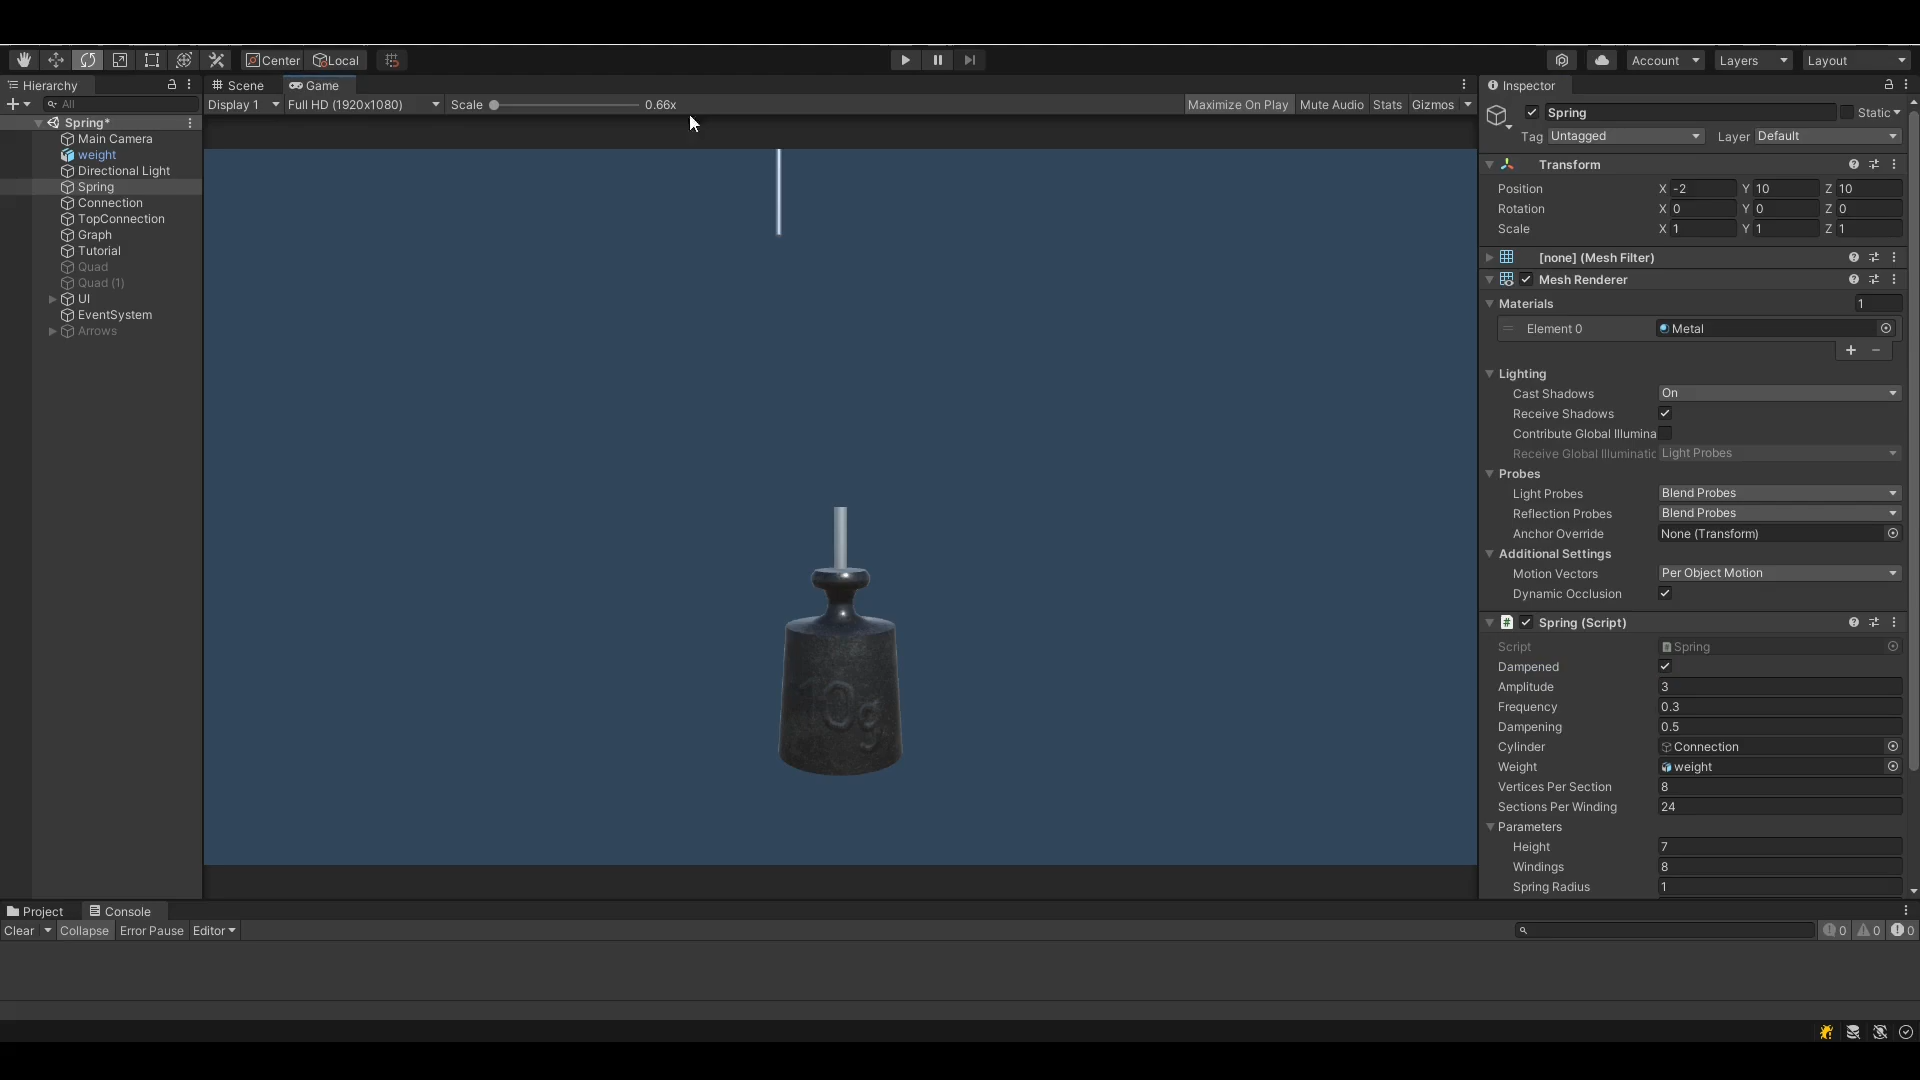 Center Local Account Layers Layout
Hierarchy Scene Game Inspector
All Display 1 Full HD (1920x1080) Scale 0.66x Maximize On Play Mute Audio Stats Gizmos Spring Static
Spring*
Main Camera
weight
Directional Light
Spring
Connection
TopConnection
Graph
Tutorial
Quad
Quad (1)
UI
EventSystem
Arrows
10g
Tag Untagged Layer Default
Transform
Position X -2 Y 10 Z 10
Rotation X 0 Y 0 Z 0
Scale X 1 Y 1 Z 1
[none] (Mesh Filter)
Mesh Renderer
Materials 1
Element 0 Metal
Lighting
Cast Shadows On
Receive Shadows
Contribute Global Illumina
Receive Global Illuminatic Light Probes
Probes
Light Probes Blend Probes
Reflection Probes Blend Probes
Anchor Override None (Transform)
Additional Settings
Motion Vectors Per Object Motion
Dynamic Occlusion
# Spring (Script)
Script Spring
Dampened
Amplitude 3
Frequency 0.3
Dampening 0.5
Cylinder Connection
Weight weight
Vertices Per Section 8
Sections Per Winding 24
Parameters
Height 7
Windings 8
Spring Radius 1
Project Console
Clear Collapse Error Pause Editor 0 0 0